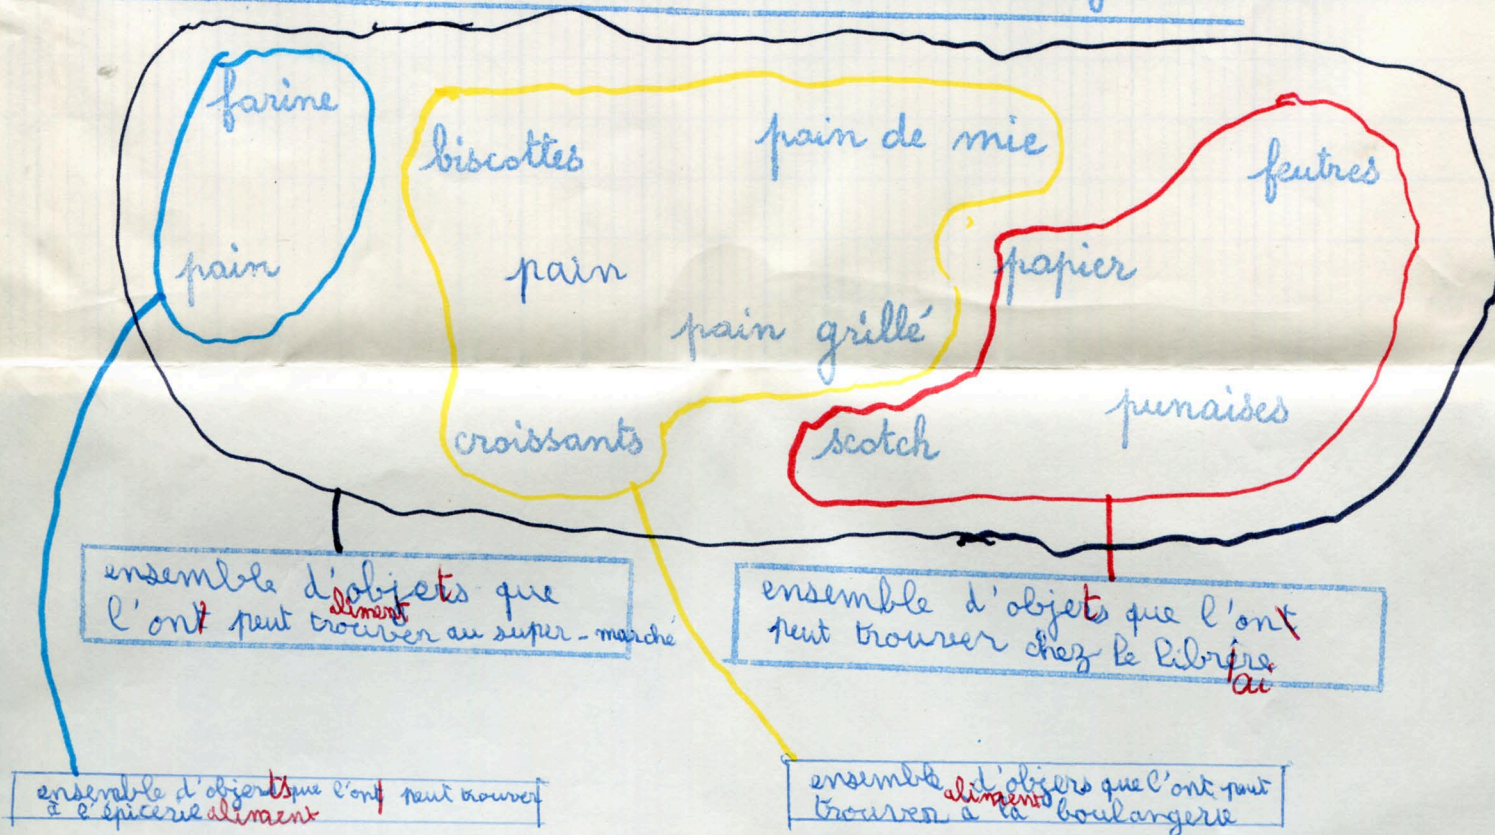 farine
biscottes
pain de mie
feutres
pain
pain
papier
pain grillé
croissants
scotch
punaises
ensemble d'objets que
aliment
l'ont peut trouver au super-marché
ensemble d'objets que l'ont
peut trouver chez le
ai
ensemble d'objets que l'ont peut trouver
à l'épicerie aliment
ensemble d'objers que l'ont peut
aliment
trouver à la boulangerie